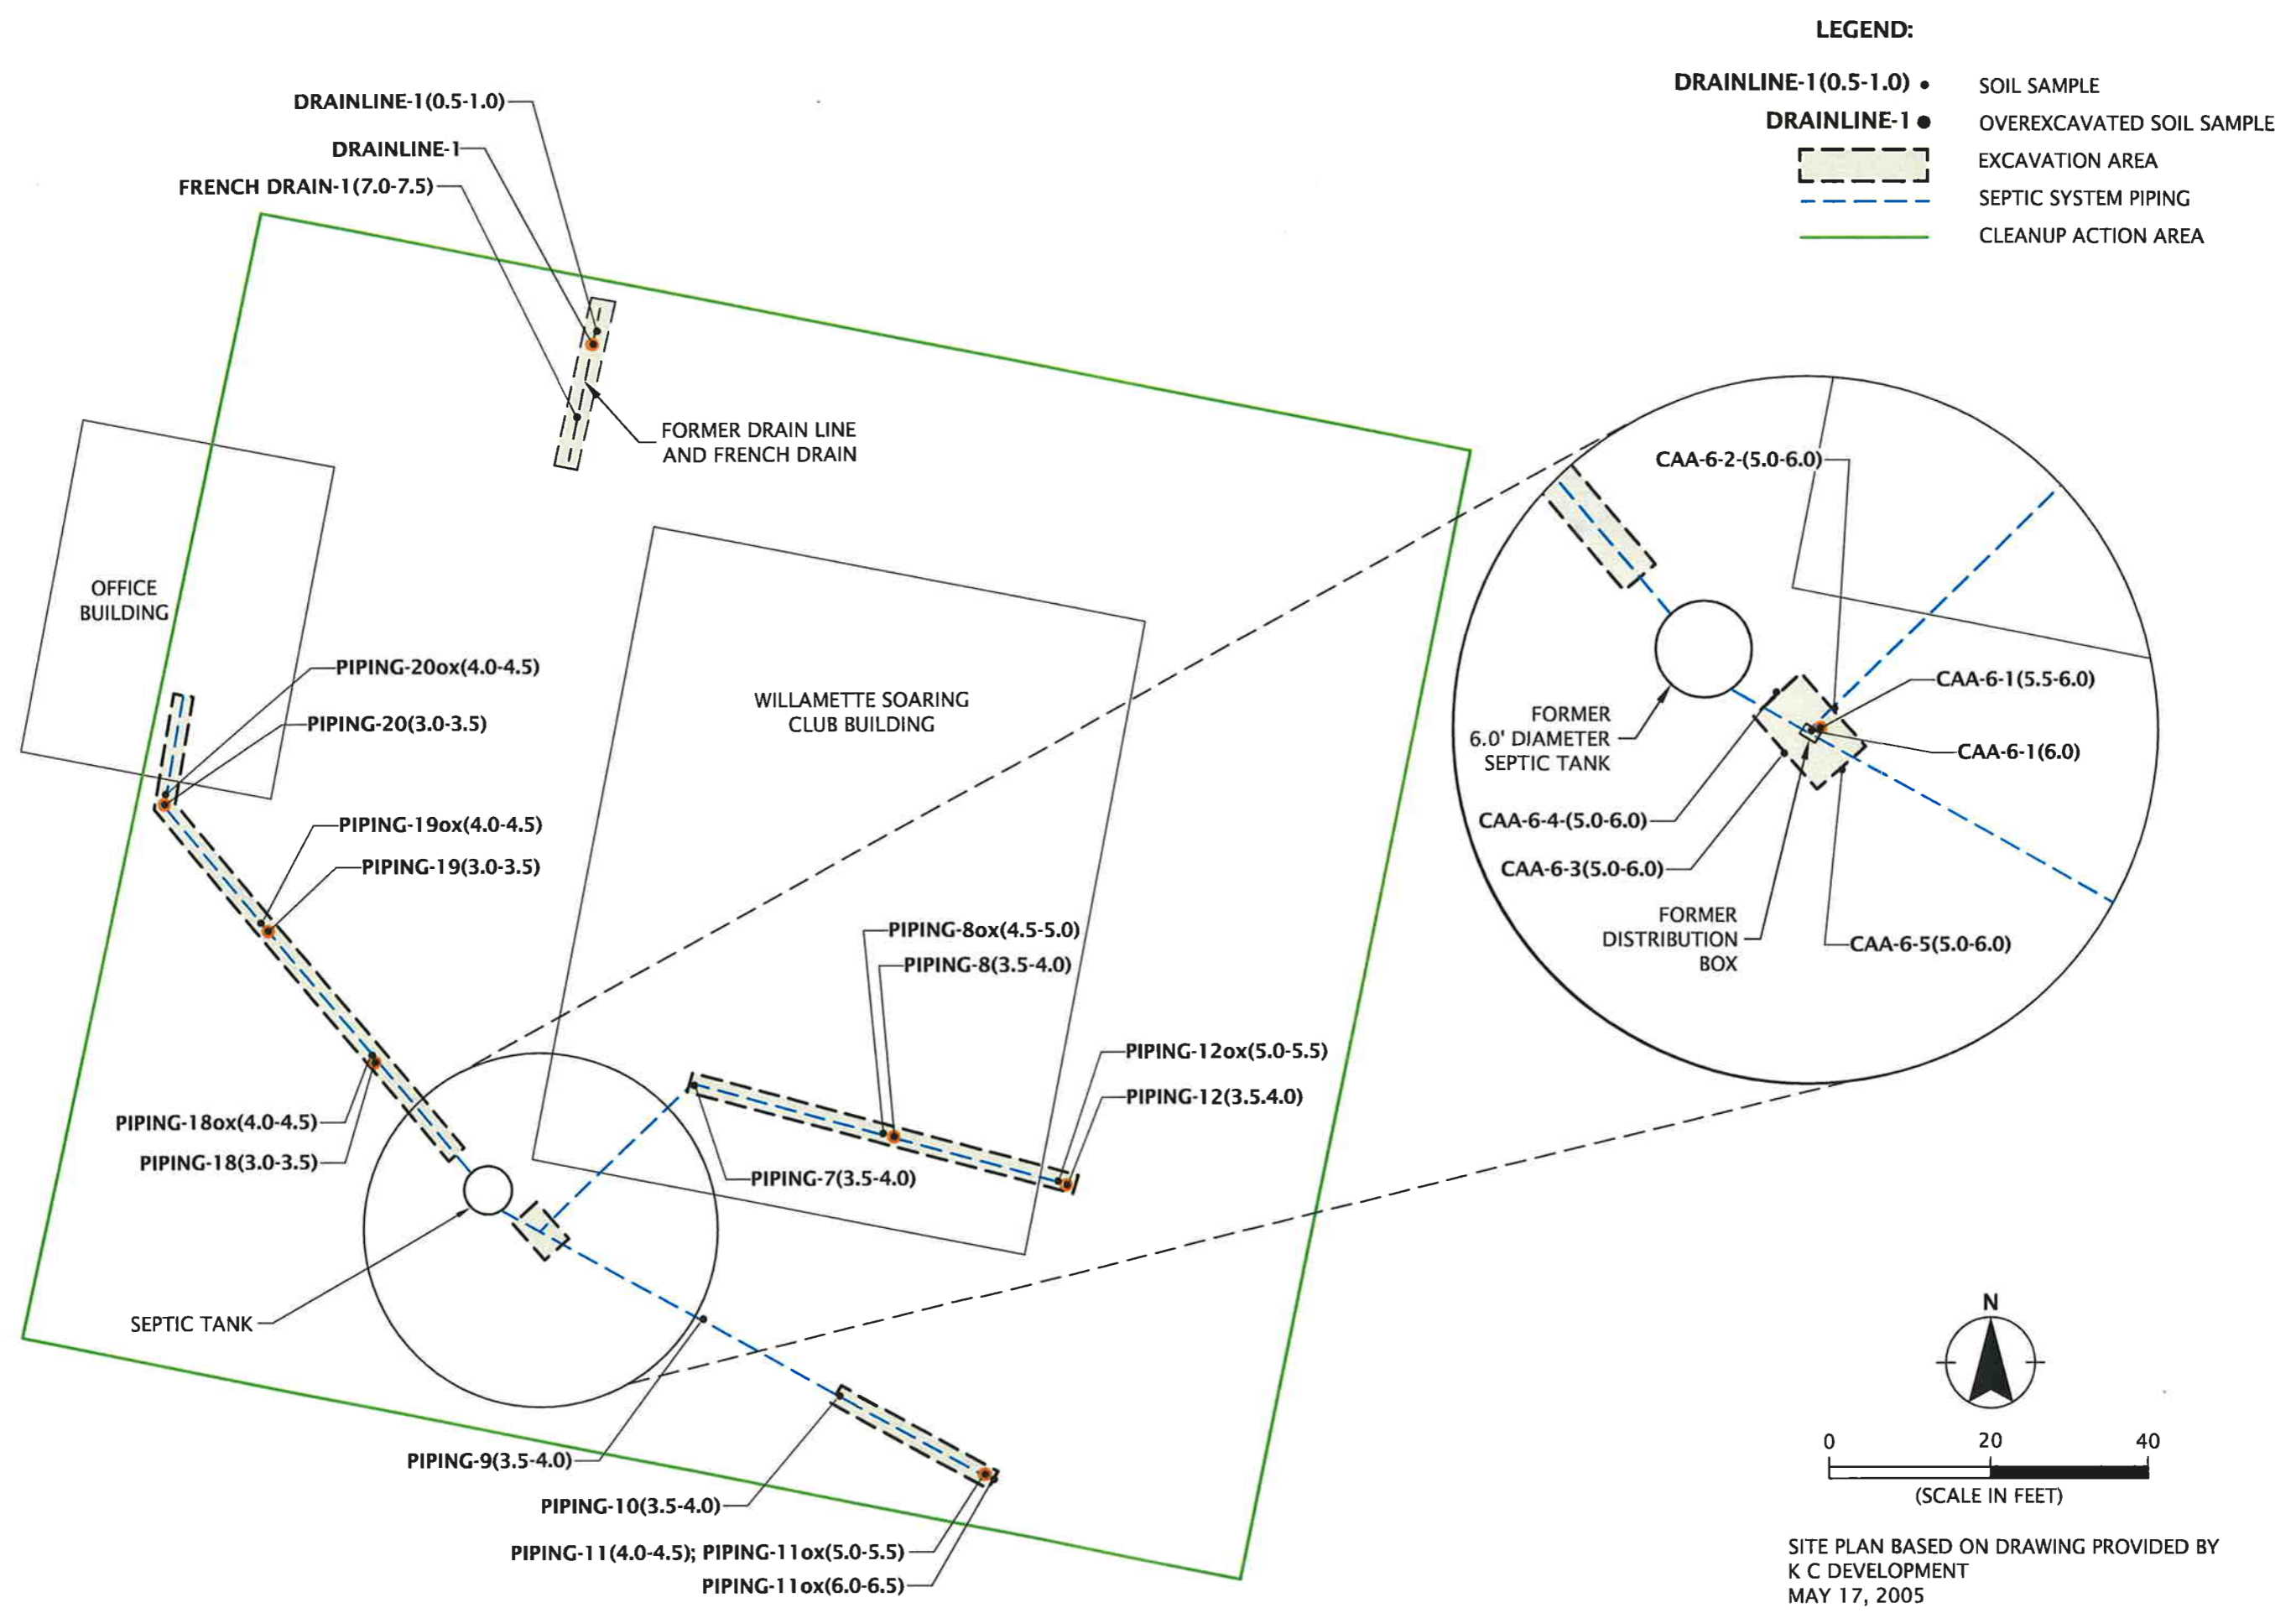 LEGEND:
DRAINLINE-1(0.5-1.0) SOIL SAMPLE
DRAINLINE-1 OVEREXCAVATED SOIL SAMPLE
EXCAVATION AREA
SEPTIC SYSTEM PIPING
CLEANUP ACTION AREA
DRAINLINE-1(0.5-1.0)
DRAINLINE-1
FRENCH DRAIN-1(7.0-7.5)
FORMER DRAIN LINE
AND FRENCH DRAIN
OFFICE
BUILDING
WILLAMETTE SOARING
CLUB BUILDING
PIPING-20ox(4.0-4.5)
PIPING-20(3.0-3.5)
PIPING-19ox(4.0-4.5)
PIPING-19(3.0-3.5)
PIPING-8ox(4.5-5.0)
PIPING-8(3.5-4.0)
PIPING-12ox(5.0-5.5)
PIPING-12(3.5.4.0)
PIPING-18ox(4.0-4.5)
PIPING-18(3.0-3.5)
PIPING-7(3.5-4.0)
SEPTIC TANK
PIPING-9(3.5-4.0)
PIPING-10(3.5-4.0)
PIPING-11(4.0-4.5); PIPING-11ox(5.0-5.5)
PIPING-11ox(6.0-6.5)
CAA-6-2-(5.0-6.0)
CAA-6-1(5.5-6.0)
CAA-6-1(6.0)
FORMER
6.0' DIAMETER
SEPTIC TANK
CAA-6-4-(5.0-6.0)
CAA-6-3(5.0-6.0)
FORMER
DISTRIBUTION
BOX
CAA-6-5(5.0-6.0)
N
0 20 40
(SCALE IN FEET)
SITE PLAN BASED ON DRAWING PROVIDED BY
K C DEVELOPMENT
MAY 17, 2005